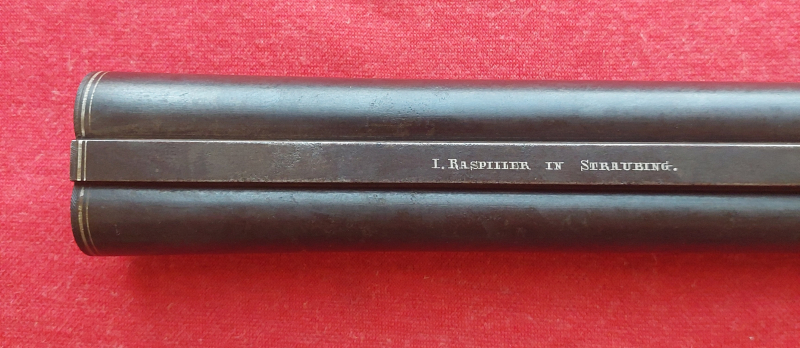 I. RASPILLER IN STRAUBING.